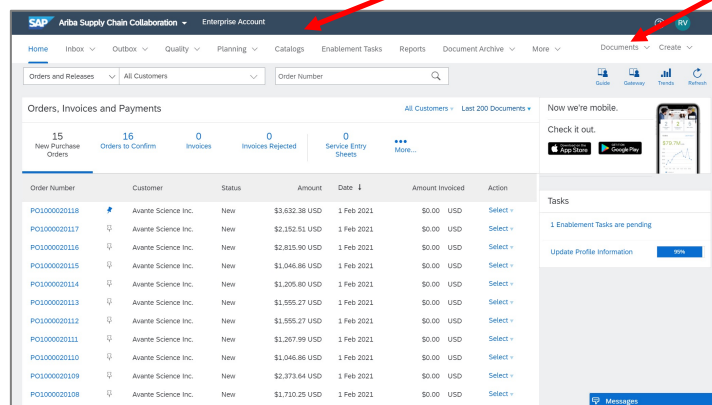 SAP Ariba Supply Chain Collaboration Enterprise Account RV
Home Inbox Outbox Quality Planning Catalogs Enablement Tasks Reports Document Archive More Documents Create
Orders and Releases All Customers Order Number
Guide Gateway Trends Refresh
Orders, Invoices and Payments All Customers Last 200 Documents
15 16 0 0 0
New Purchase Orders to Confirm Invoices Invoices Rejected Service Entry More...
Orders Sheets
Now we're mobile.
Check it out.
App Store Google Play
Order Number Customer Status Amount Date ↓ Amount Invoiced Action
PO1000020118 Avante Science Inc. New $3,632.38 USD 1 Feb 2021 $0.00 USD Select
PO1000020117 Avante Science Inc. New $2,152.51 USD 1 Feb 2021 $0.00 USD Select
PO1000020116 Avante Science Inc. New $2,815.90 USD 1 Feb 2021 $0.00 USD Select
PO1000020115 Avante Science Inc. New $1,046.86 USD 1 Feb 2021 $0.00 USD Select
PO1000020114 Avante Science Inc. New $1,205.80 USD 1 Feb 2021 $0.00 USD Select
PO1000020113 Avante Science Inc. New $1,555.27 USD 1 Feb 2021 $0.00 USD Select
PO1000020112 Avante Science Inc. New $1,555.27 USD 1 Feb 2021 $0.00 USD Select
PO1000020111 Avante Science Inc. New $1,267.99 USD 1 Feb 2021 $0.00 USD Select
PO1000020110 Avante Science Inc. New $1,046.86 USD 1 Feb 2021 $0.00 USD Select
PO1000020109 Avante Science Inc. New $2,373.64 USD 1 Feb 2021 $0.00 USD Select
PO1000020108 Avante Science Inc. New $1,710.25 USD 1 Feb 2021 $0.00 USD Select
Tasks
1 Enablement Tasks are pending
Update Profile Information 95%
Messages